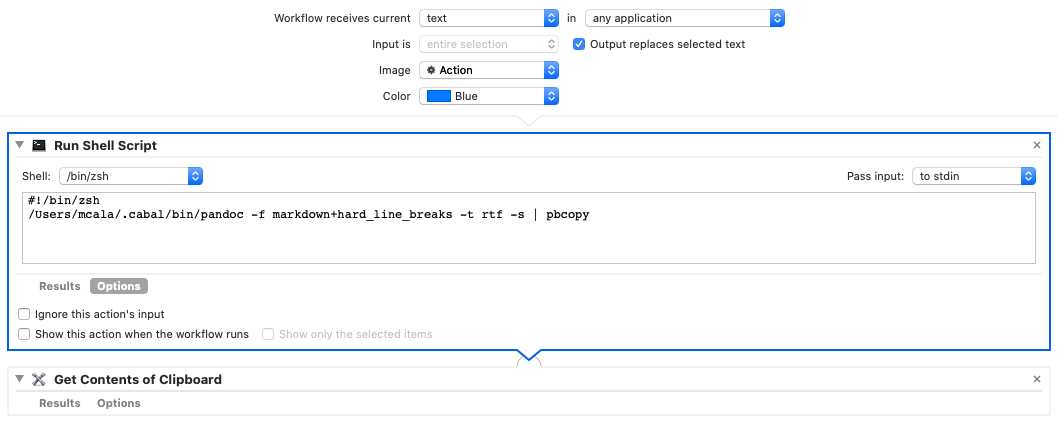 Workflow receives current text in any application
Input is entire selection Output replaces selected text
Image Action
Color Blue
Run Shell Script
Shell: /bin/zsh Pass input: to stdin
#!/bin/zsh
/Users/mcala/.cabal/bin/pandoc -f markdown+hard_line_breaks -t rtf -s | pbcopy
Results Options
Ignore this action's input
Show this action when the workflow runs Show only the selected items
Get Contents of Clipboard
Results Options